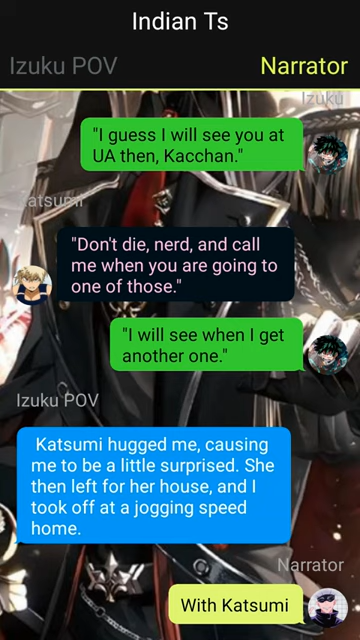 Indian Ts
Izuku POV
Narrator
Izuku
"I guess I will see you at
UA then, Kacchan."
Katsumi
"Don't die, nerd, and call
me when you are going to
one of those."
"I will see when I get
another one."
Izuku POV
Katsumi hugged me, causing
me to be a little surprised. She
then left for her house, and I
took off at a jogging speed
home.
Narrator
With Katsumi